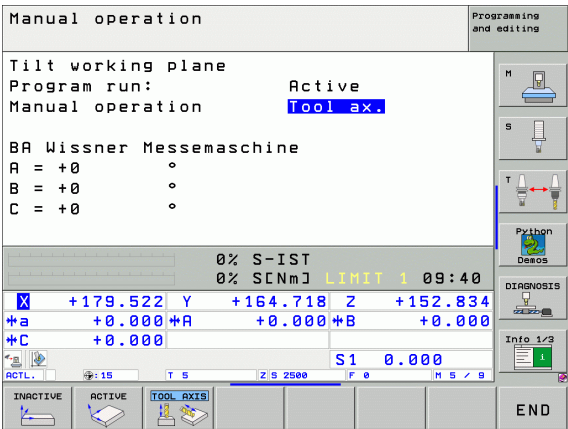 Manual operation
Programming
and editing
Tilt working plane
Program run: Active
Manual operation Tool ax.
BA Wissner Messemaschine
A = +0 °
B = +0 °
C = +0 °
0% S-IST
0% S[Nm] LIMIT 1 09:40
X +179.522 Y +164.718 Z +152.834
a +0.000 A +0.000 B +0.000
C +0.000
S1 0.000
ACTL. : 15 T 5 Z S 2500 F 0 M 5 / 9
M
S
T
Python
Demos
DIAGNOSIS
Info 1/3
i
INACTIVE
ACTIVE
TOOL AXIS
END